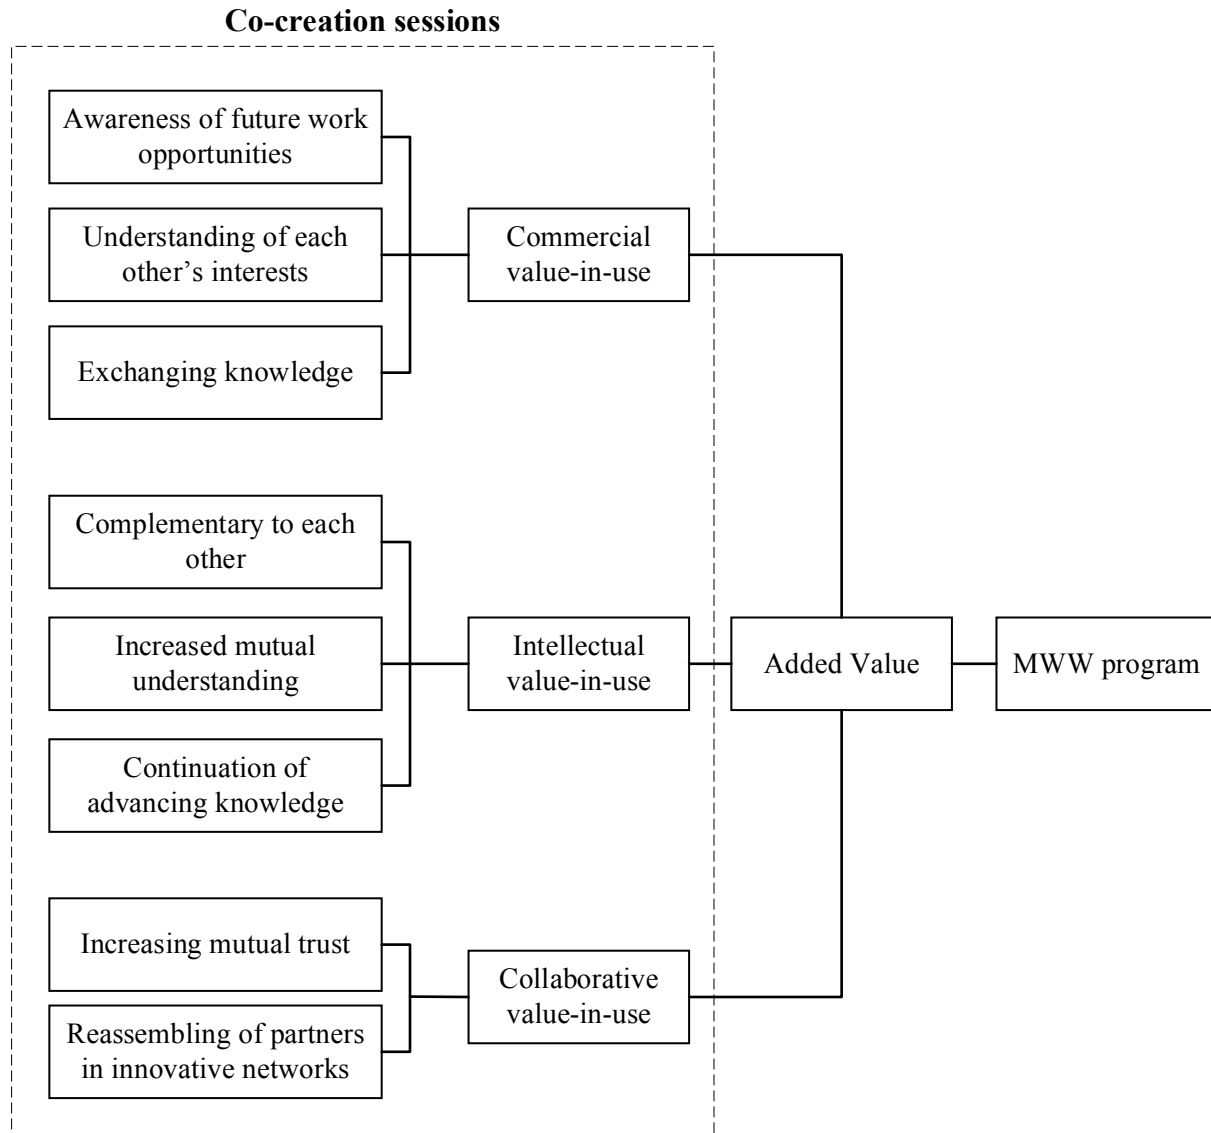 Co-creation sessions
Awareness of future work
opportunities
Understanding of each
other’s interests
Exchanging knowledge
Commercial
value-in-use
Complementary to each
other
Increased mutual
understanding
Continuation of
advancing knowledge
Intellectual
value-in-use
Added Value
MWW program
Increasing mutual trust
Reassembling of partners
in innovative networks
Collaborative
value-in-use